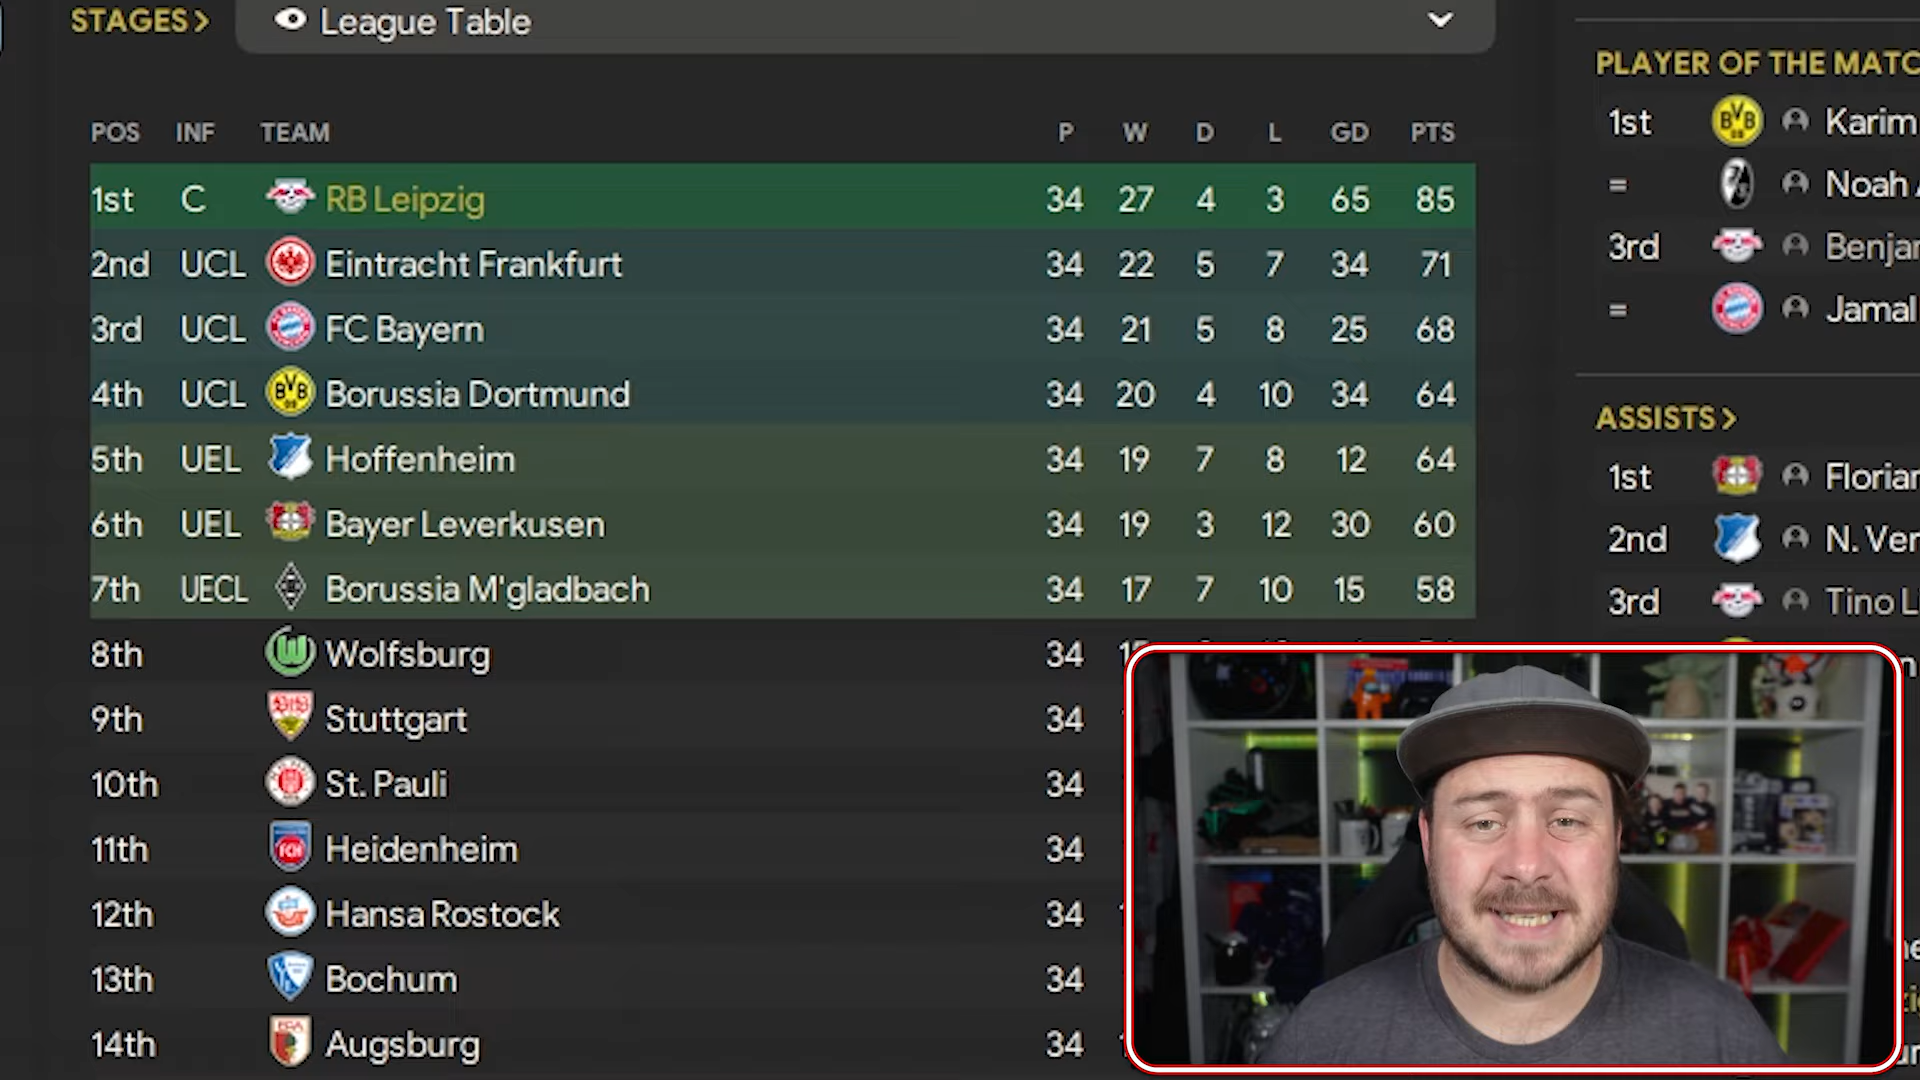 STAGES >
League Table
POS INF TEAM P W D L GD PTS
1st C RB Leipzig 34 27 4 3 65 85
2nd UCL Eintracht Frankfurt 34 22 5 7 34 71
3rd UCL FC Bayern 34 21 5 8 25 68
4th UCL Borussia Dortmund 34 20 4 10 34 64
5th UEL Hoffenheim 34 19 7 8 12 64
6th UEL Bayer Leverkusen 34 19 3 12 30 60
7th UECL Borussia M'gladbach 34 17 7 10 15 58
8th Wolfsburg 34
9th Stuttgart 34
10th St. Pauli 34
11th Heidenheim 34
12th Hansa Rostock 34
13th Bochum 34
14th Augsburg 34
PLAYER OF THE MATC
1st Karim
= Noah
3rd Benjar
= Jamal
ASSISTS >
1st Florian
2nd N. Ver
3rd Tino L